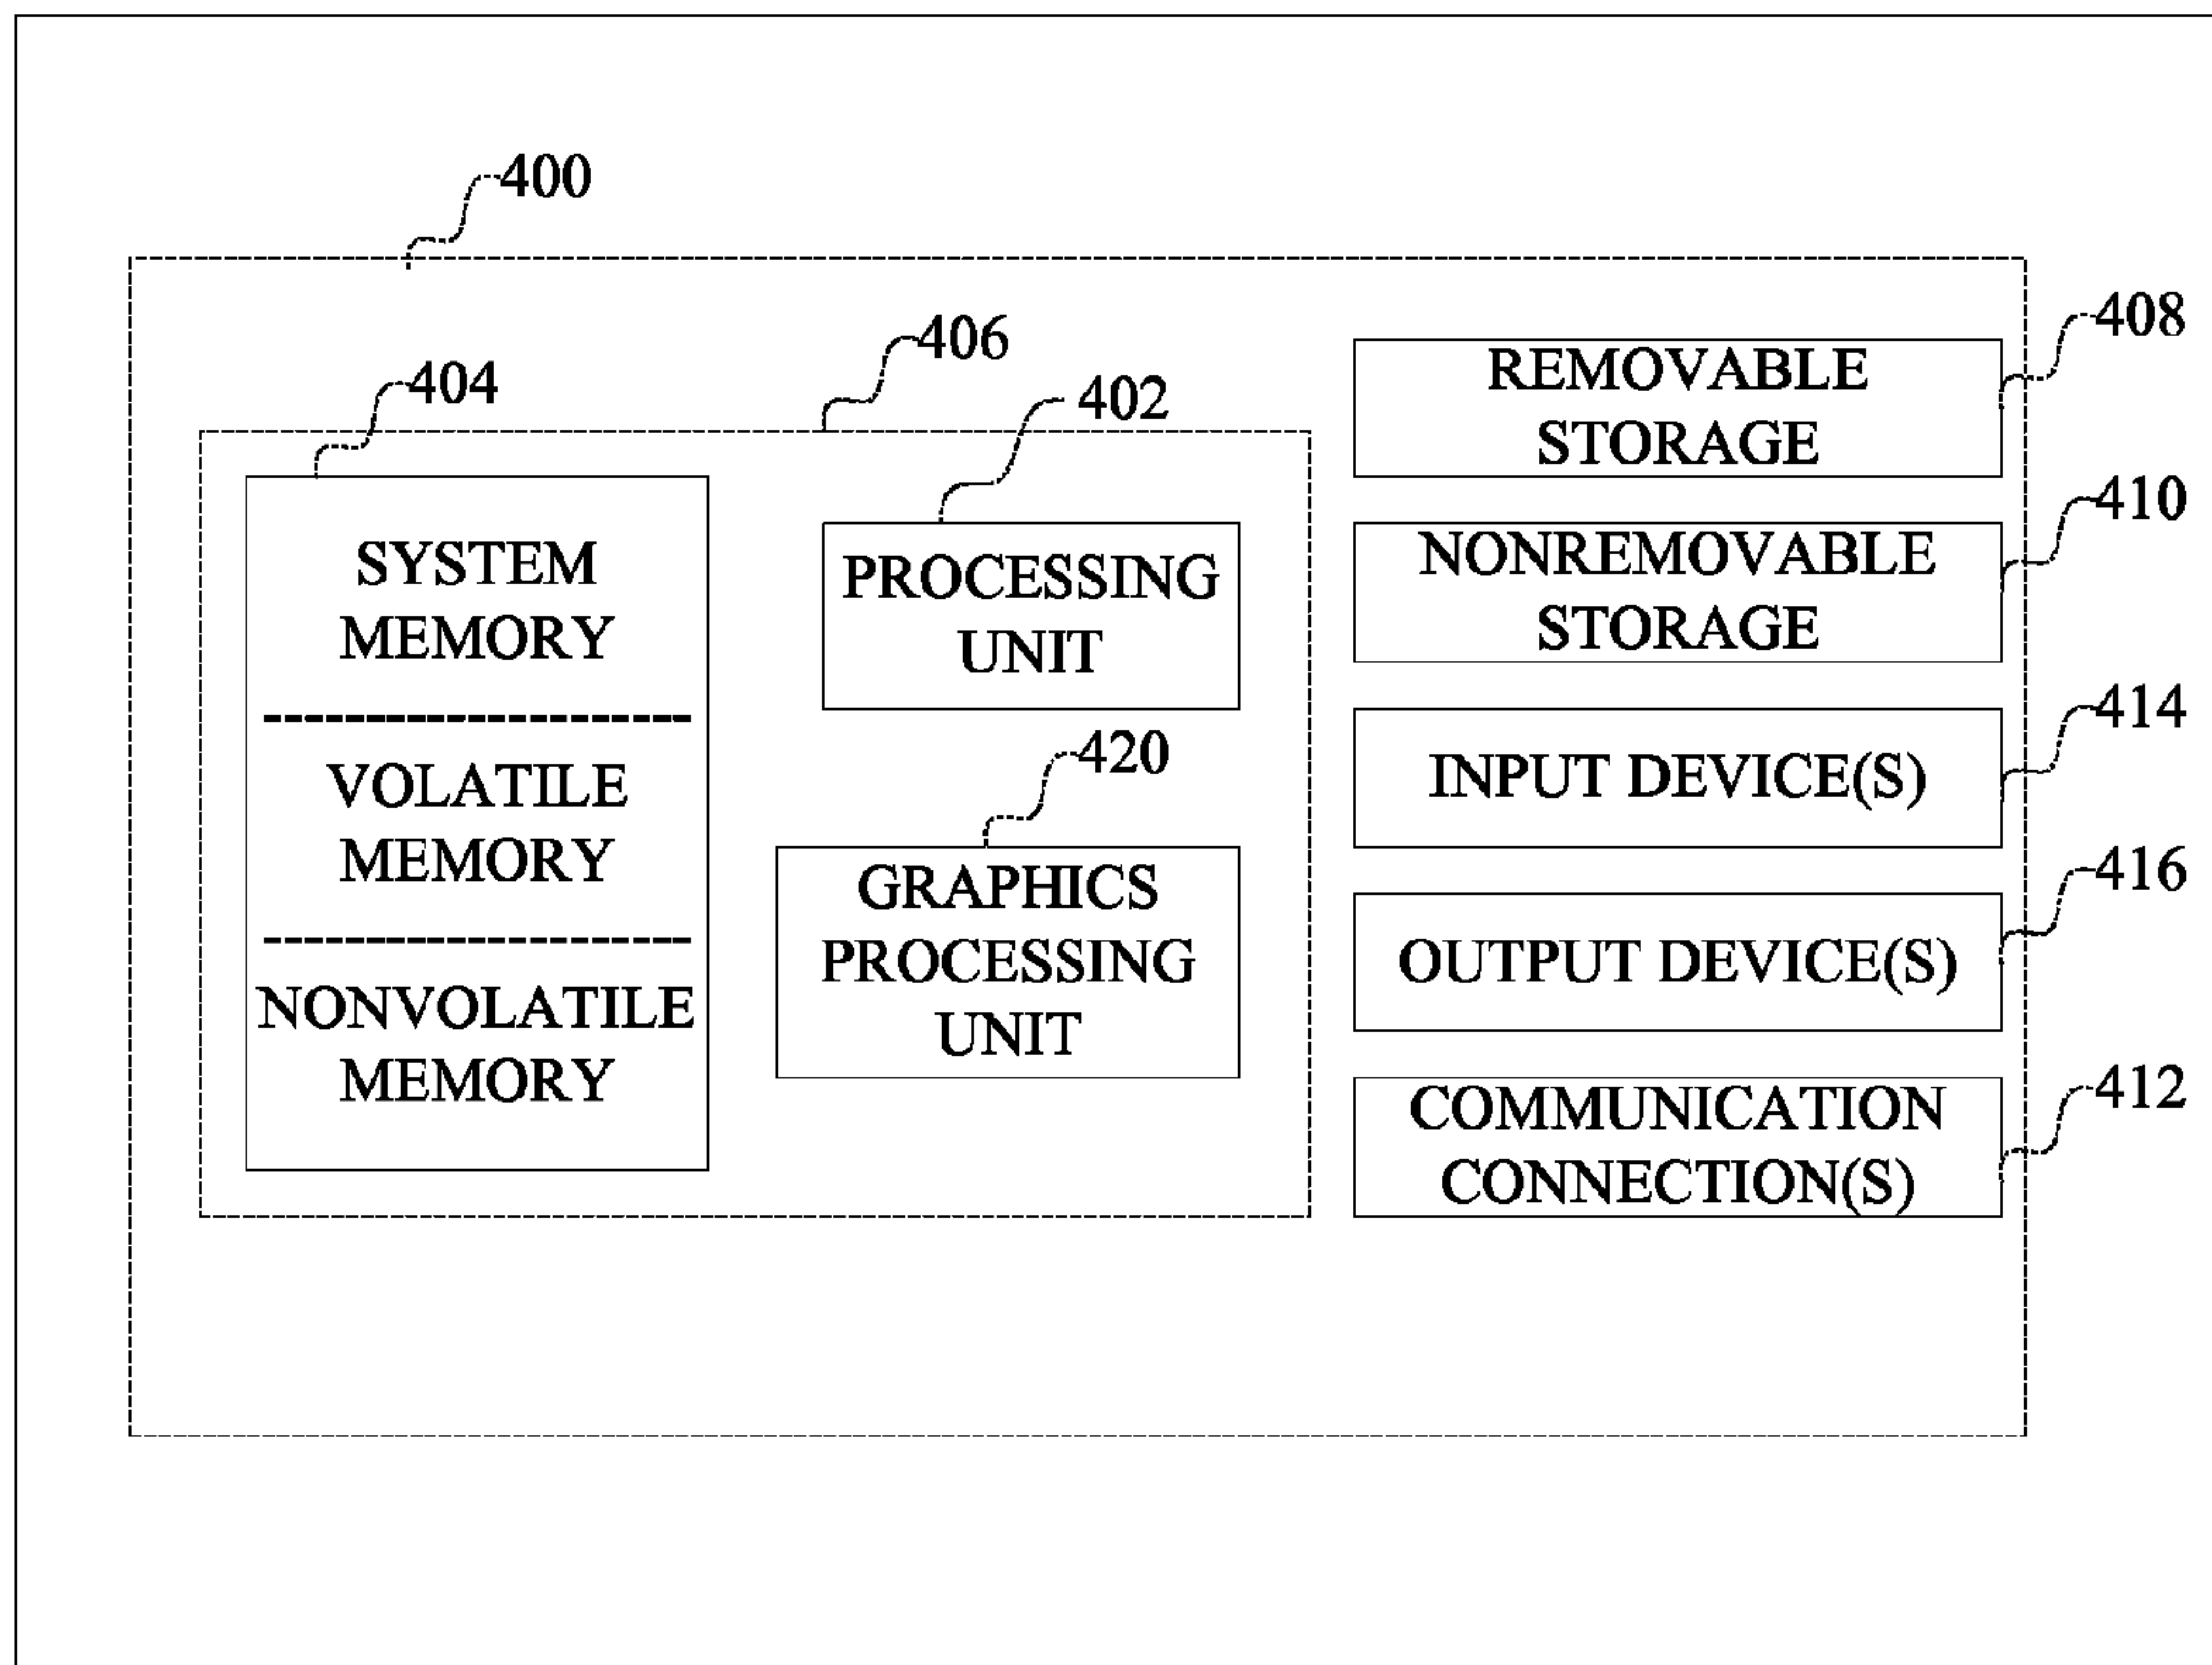 400
406
404
402
408
REMOVABLE
STORAGE
410
SYSTEM
MEMORY
VOLATILE
MEMORY
NONVOLATILE
MEMORY
PROCESSING
UNIT
420
GRAPHICS
PROCESSING
UNIT
NONREMOVABLE
STORAGE
414
INPUT DEVICE(S)
416
OUTPUT DEVICE(S)
412
COMMUNICATION
CONNECTION(S)